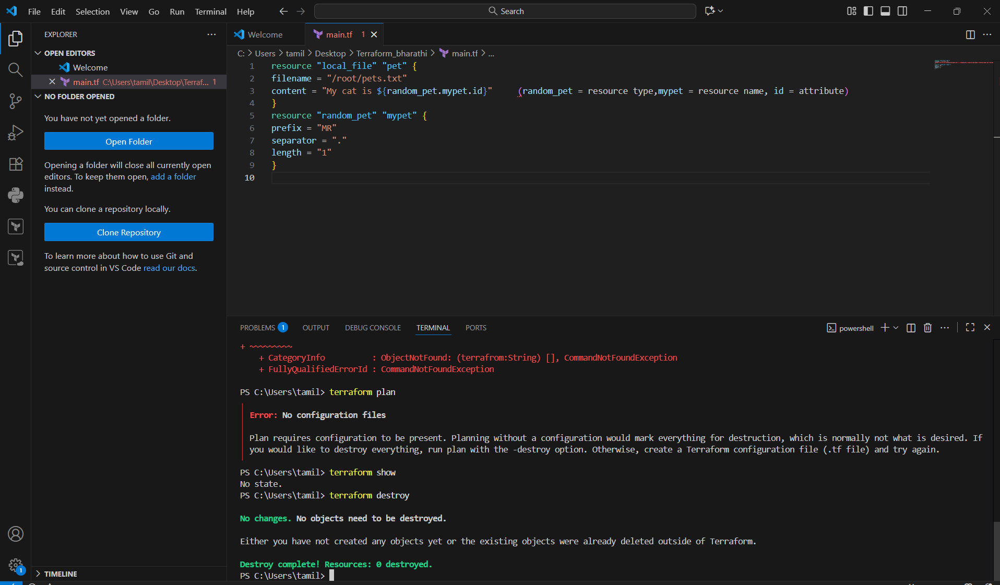 File Edit Selection View Go Run Terminal Help
Search
EXPLORER
OPEN EDITORS
Welcome
main.tf C:\Users\tamil\Desktop\Terraf... 1
NO FOLDER OPENED
You have not yet opened a folder.
Open Folder
Opening a folder will close all currently open
editors. To keep them open, add a folder
instead.
You can clone a repository locally.
Clone Repository
To learn more about how to use Git and
source control in VS Code read our docs.
TIMELINE
1
Welcome
main.tf 1
C: > Users > tamil > Desktop > Terraform_bharathi > main.tf > ...
1 resource "local_file" "pet" {
2 filename = "/root/pets.txt"
3 content = "My cat is ${random_pet.mypet.id}" (random_pet = resource type,mypet = resource name, id = attribute)
4 }
5 resource "random_pet" "mypet" {
6 prefix = "MR"
7 separator = "."
8 length = "1"
9 }
10
PROBLEMS 1 OUTPUT DEBUG CONSOLE TERMINAL PORTS
powershell
+ ~~~~~~~~~
+ CategoryInfo : ObjectNotFound: (terrafrom:String) [], CommandNotFoundException
+ FullyQualifiedErrorId : CommandNotFoundException
PS C:\Users\tamil> terraform plan
Error: No configuration files
Plan requires configuration to be present. Planning without a configuration would mark everything for destruction, which is normally not what is desired. If
you would like to destroy everything, run plan with the -destroy option. Otherwise, create a Terraform configuration file (.tf file) and try again.
PS C:\Users\tamil> terraform show
No state.
PS C:\Users\tamil> terraform destroy
No changes. No objects need to be destroyed.
Either you have not created any objects yet or the existing objects were already deleted outside of Terraform.
Destroy complete! Resources: 0 destroyed.
PS C:\Users\tamil>